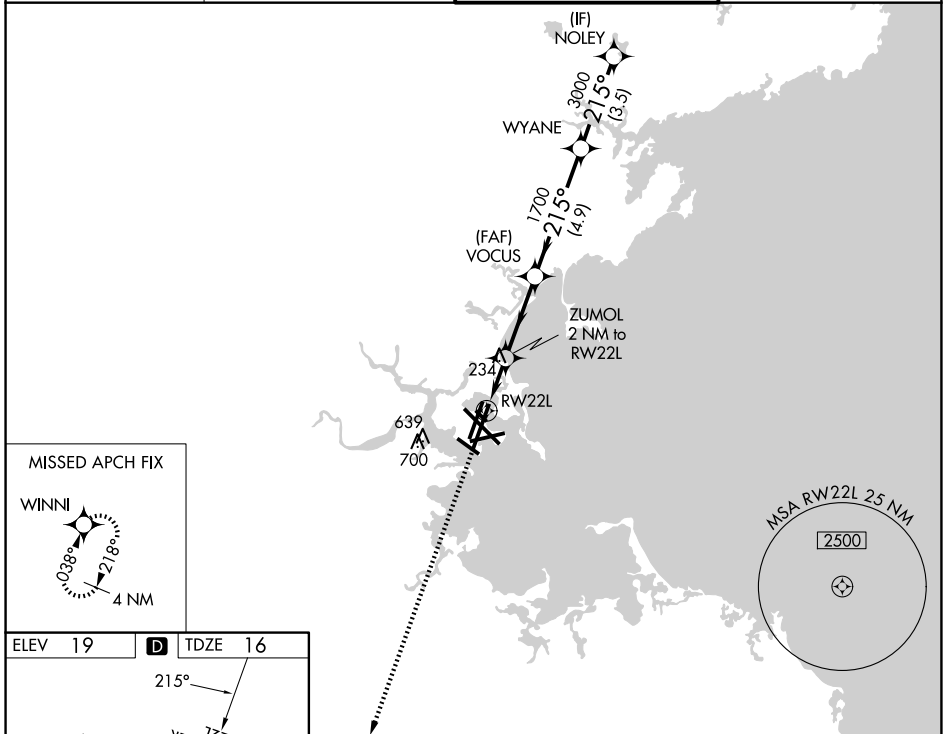 (IF)
NOLEY
3000
215°
(3.5)
WYANE
1700
215°
(4.9)
(FAF)
VOCUS
ZUMOL
2 NM to
RW22L
234
RW22L
639
700
MISSED APCH FIX
WINNI
038°
218°
4 NM
MSA RW22L 25 NM
2500
ELEV 19 D TDZE 16
215°